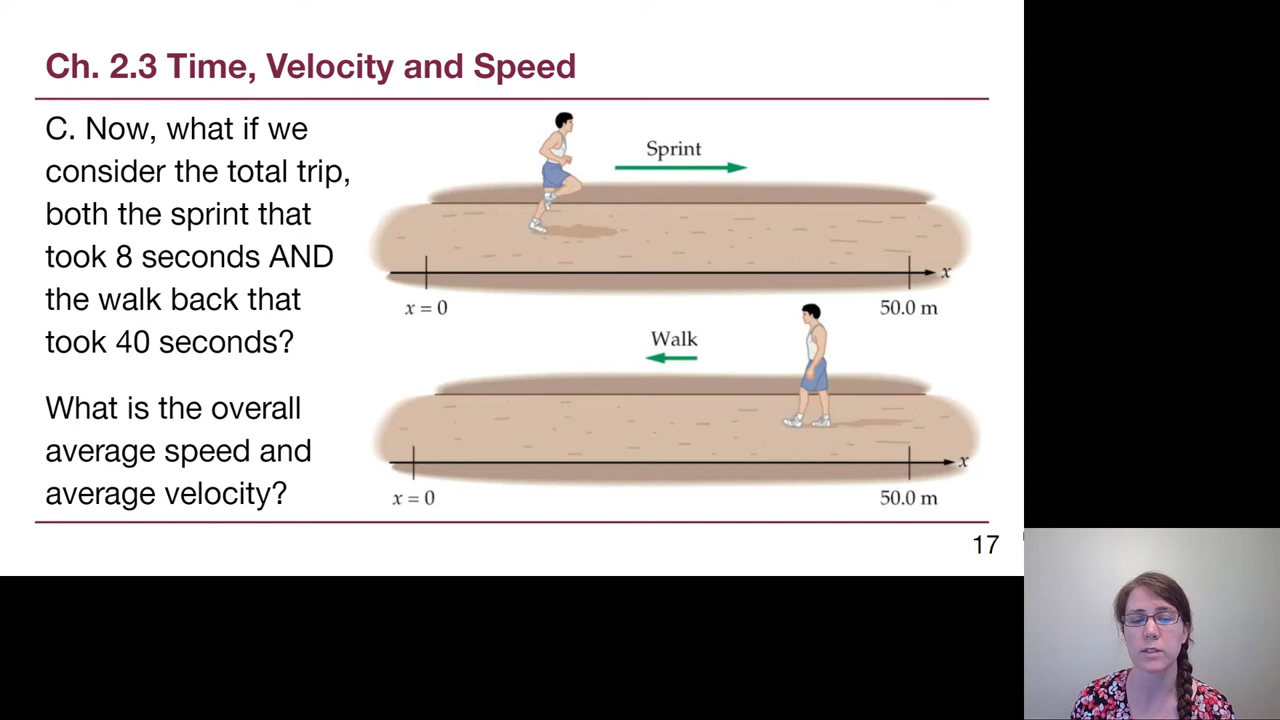 Ch. 2.3 Time, Velocity and Speed
C. Now, what if we
consider the total trip,
both the sprint that
took 8 seconds AND
the walk back that
took 40 seconds?
What is the overall
average speed and
average velocity?
Sprint
x
x = 0
50.0 m
Walk
x
x = 0
50.0 m
17